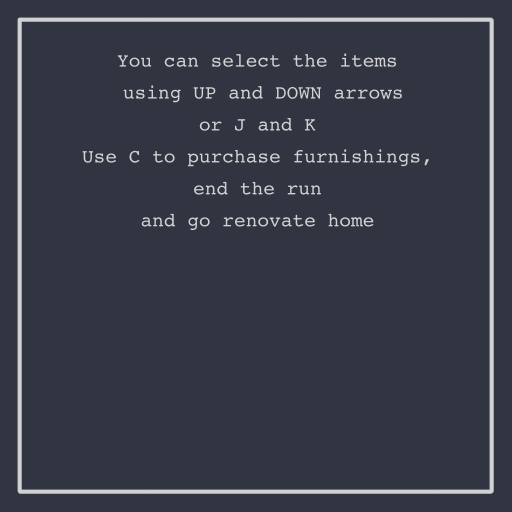 You can select the items
using UP and DOWN arrows
or J and K
Use C to purchase furnishings,
end the run
and go renovate home